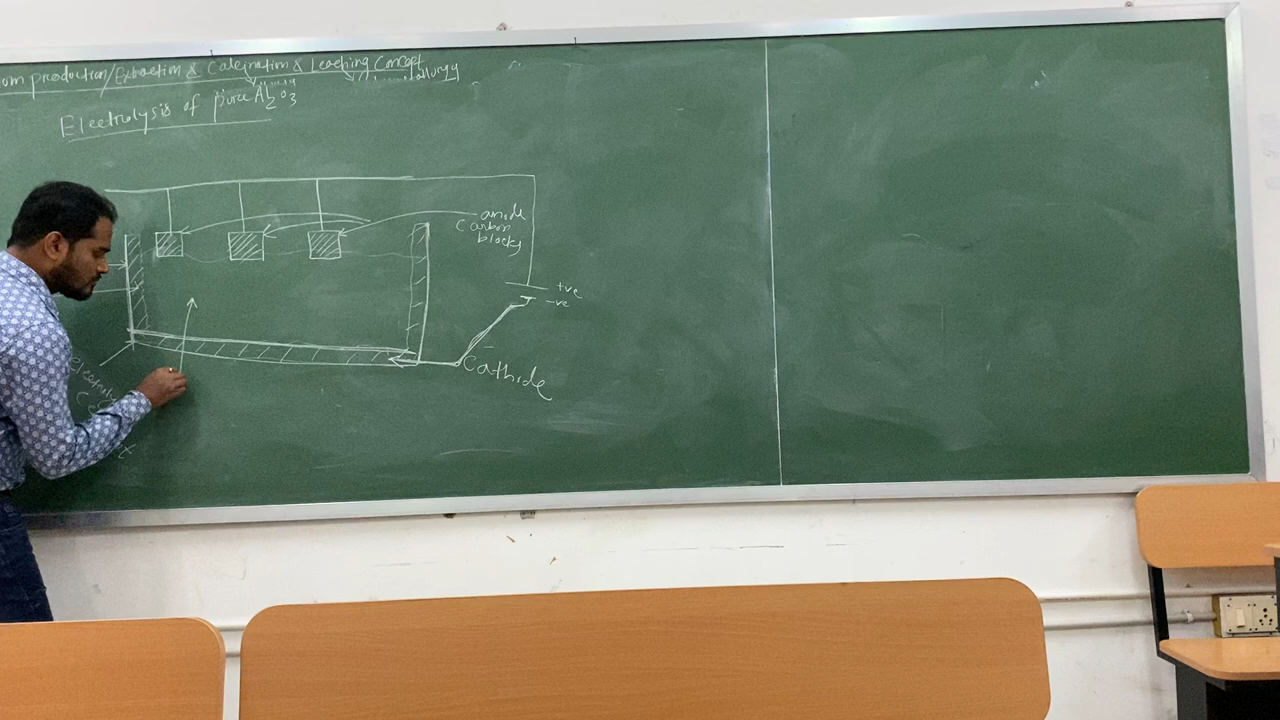 production/Extraction & Calcination & Leaching Concept
Electrolysis of pure Al2O3
anode
Carbon
blocks
+ve
-ve
Cathode